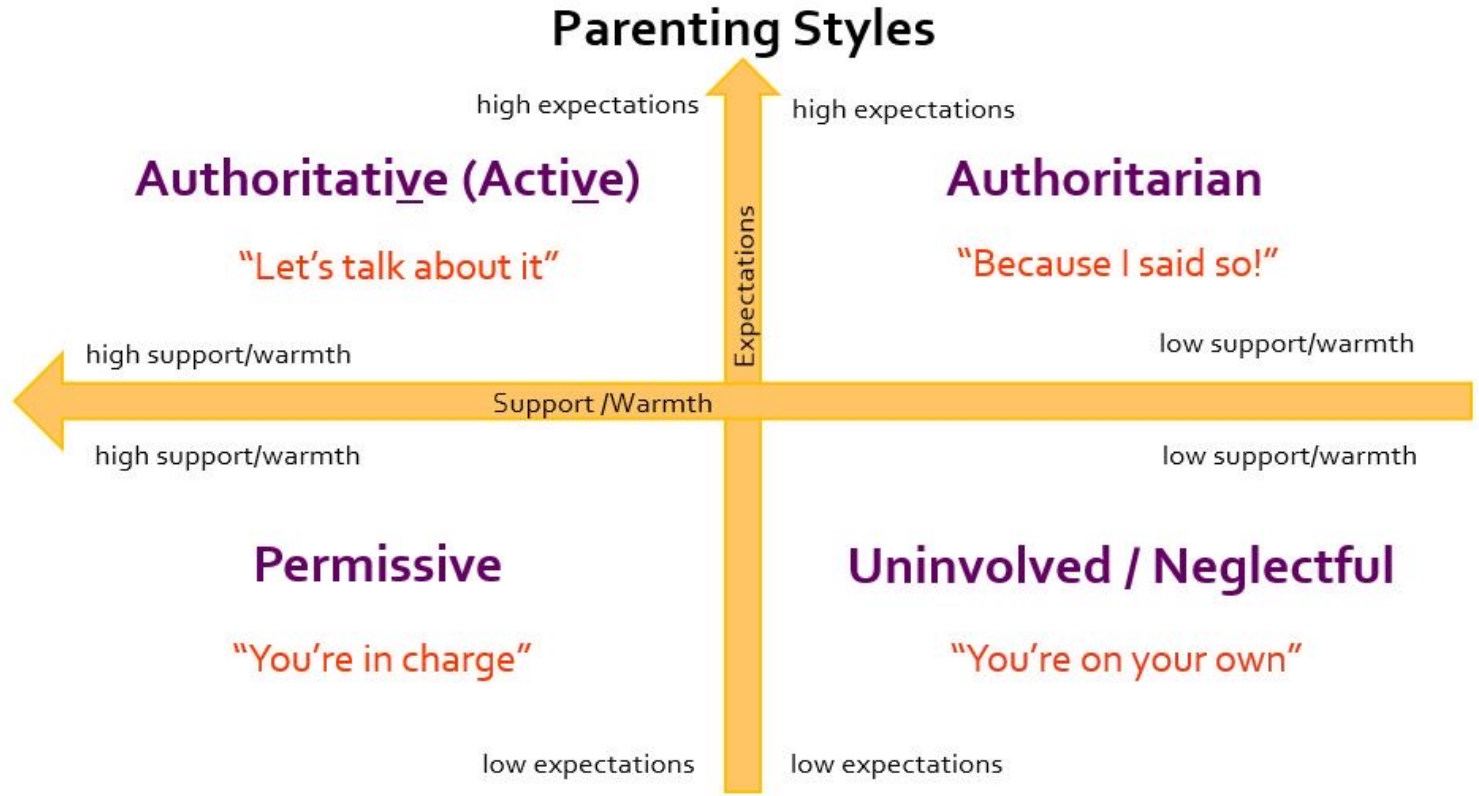 Parenting Styles
high expectations
high expectations
Authoritative (Active)
Authoritarian
“Let’s talk about it”
“Because I said so!”
Expectations
high support/warmth
low support/warmth
Support /Warmth
high support/warmth
low support/warmth
Permissive
Uninvolved / Neglectful
“You’re in charge”
“You’re on your own”
low expectations
low expectations